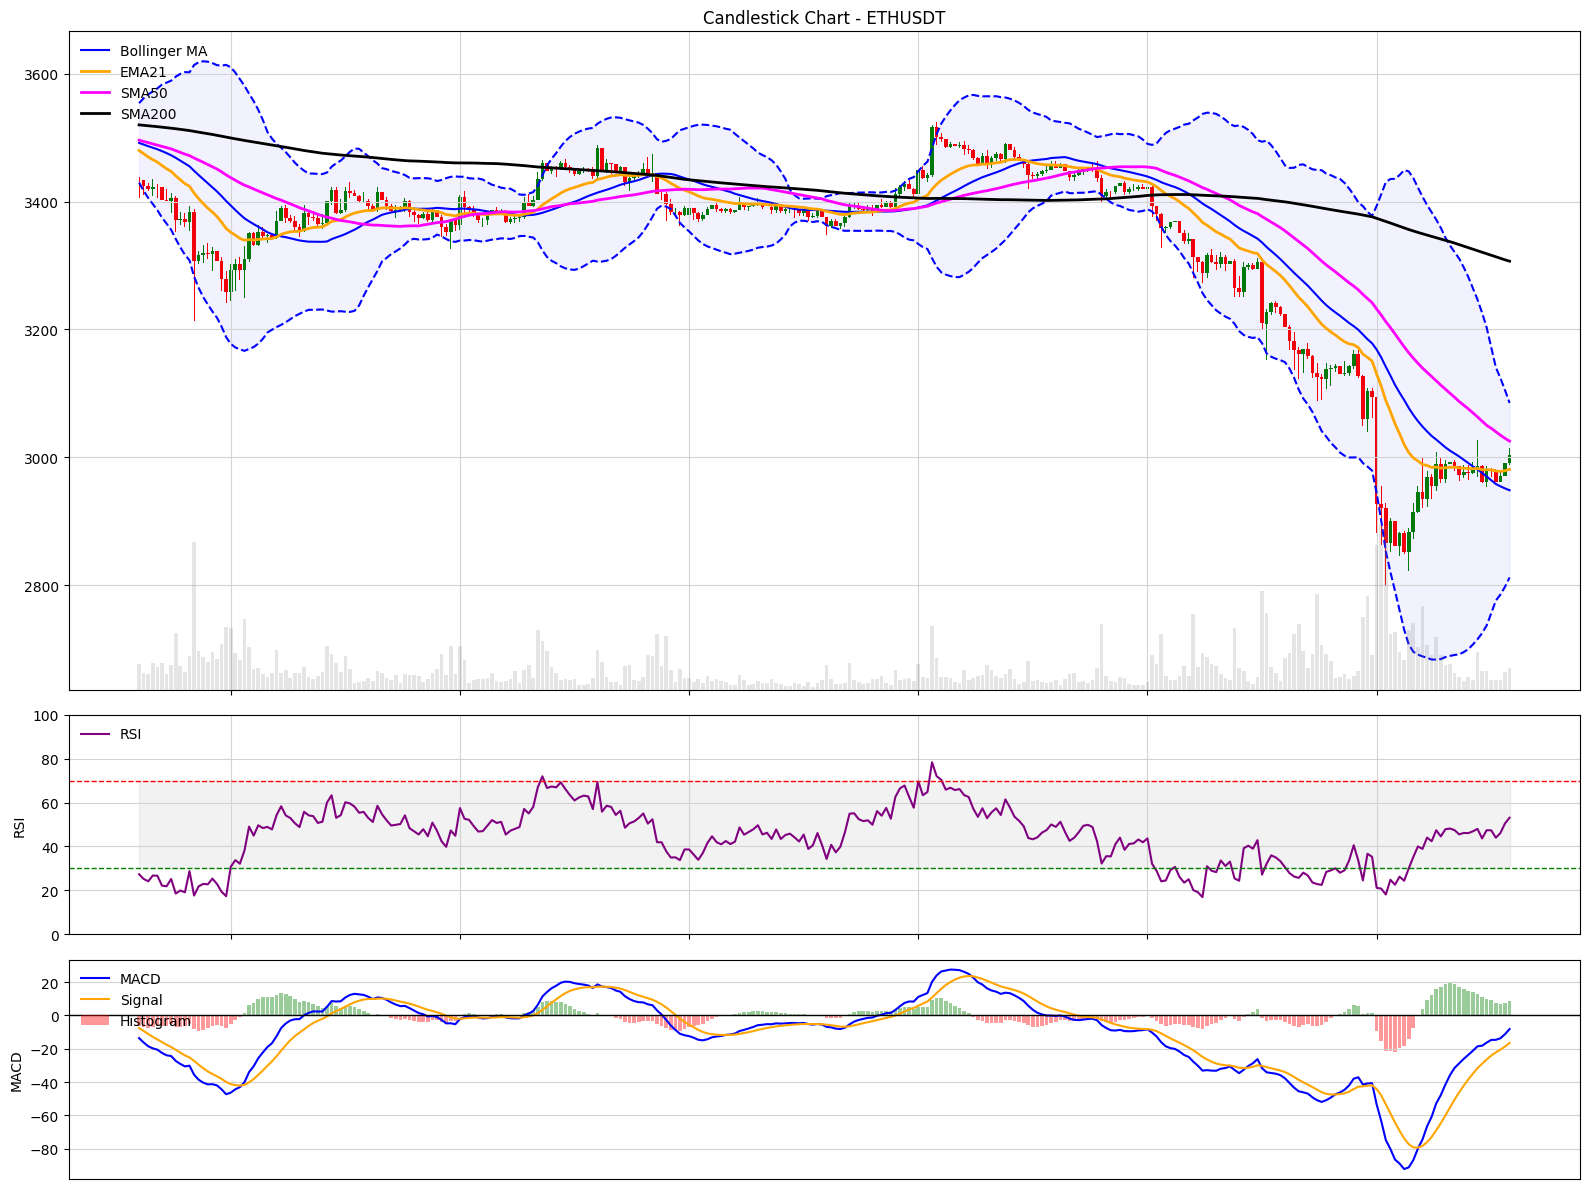 Candlestick Chart - ETHUSDT
Bollinger MA
EMA21
SMA50
SMA200
3600
3400
3200
3000
2800
RSI
RSI
100
80
60
40
20
0
MACD
Signal
Histogram
MACD
20
0
−20
−40
−60
−80